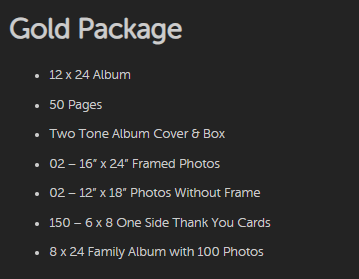 Gold Package
• 12 x 24 Album
• 50 Pages
• Two Tone Album Cover & Box
• 02 – 16” x 24” Framed Photos
• 02 – 12” x 18” Photos Without Frame
• 150 – 6 x 8 One Side Thank You Cards
• 8 x 24 Family Album with 100 Photos